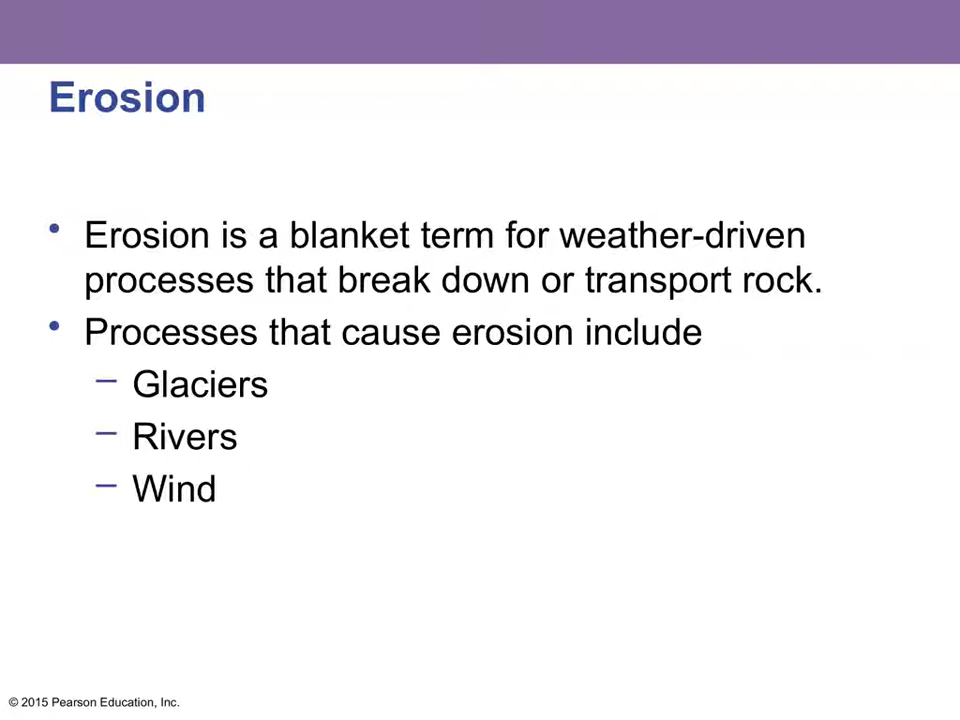 Erosion
• Erosion is a blanket term for weather-driven
processes that break down or transport rock.
• Processes that cause erosion include
– Glaciers
– Rivers
– Wind
© 2015 Pearson Education, Inc.